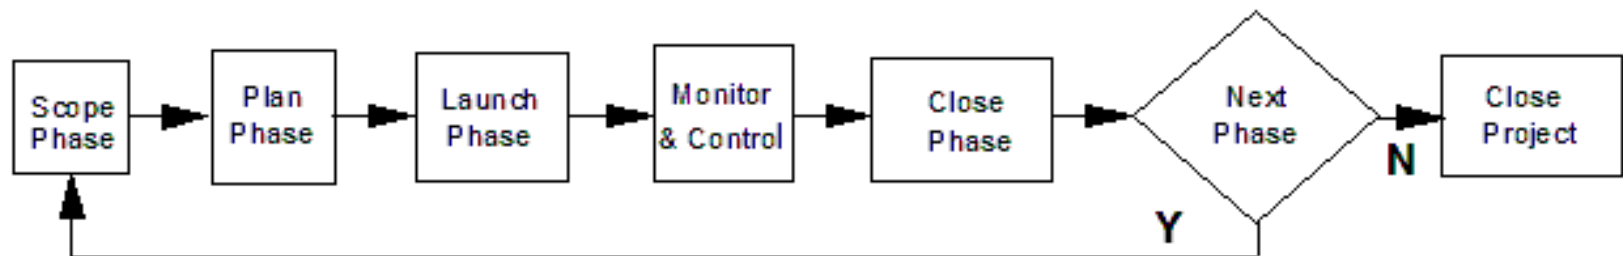 Scope
Phase
Plan
Phase
Launch
Phase
Monitor
& Control
Close
Phase
Next
Phase
Y
N
Close
Project